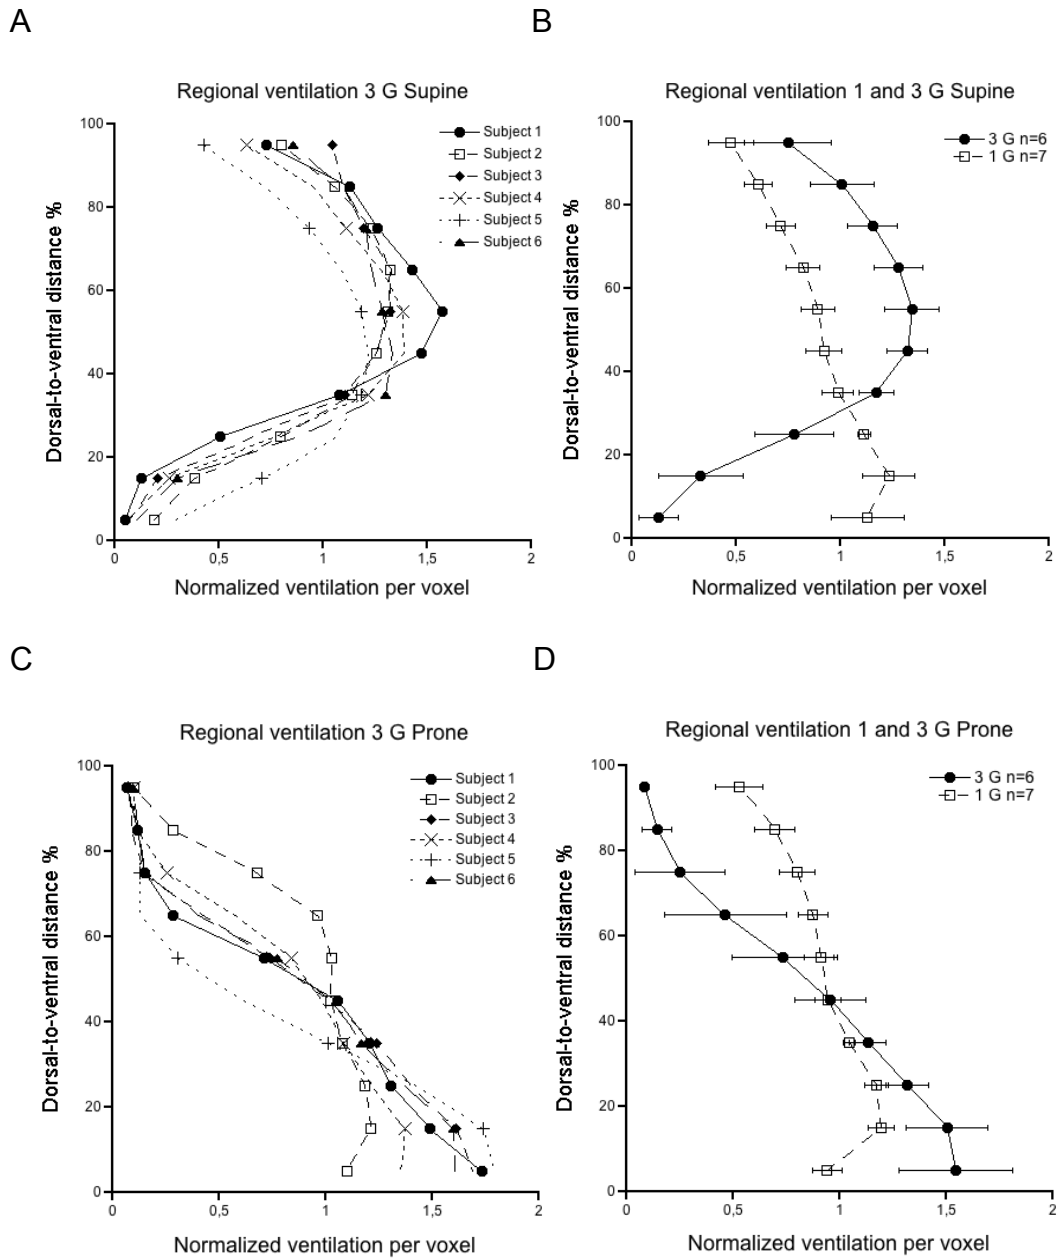 A
Regional ventilation 3 G Supine
Dorsal-to-ventral distance %
100
80
60
40
20
0
0 0,5 1 1,5 2
Normalized ventilation per voxel
Subject 1
Subject 2
Subject 3
Subject 4
Subject 5
Subject 6
B
Regional ventilation 1 and 3 G Supine
Dorsal-to-ventral distance %
100
80
60
40
20
0
0 0,5 1 1,5 2
Normalized ventilation per voxel
3 G n=6
1 G n=7
C
Regional ventilation 3 G Prone
Dorsal-to-ventral distance %
100
80
60
40
20
0
0 0,5 1 1,5 2
Normalized ventilation per voxel
Subject 1
Subject 2
Subject 3
Subject 4
Subject 5
Subject 6
D
Regional ventilation 1 and 3 G Prone
Dorsal-to-ventral distance %
100
80
60
40
20
0
0 0,5 1 1,5 2
Normalized ventilation per voxel
3 G n=6
1 G n=7